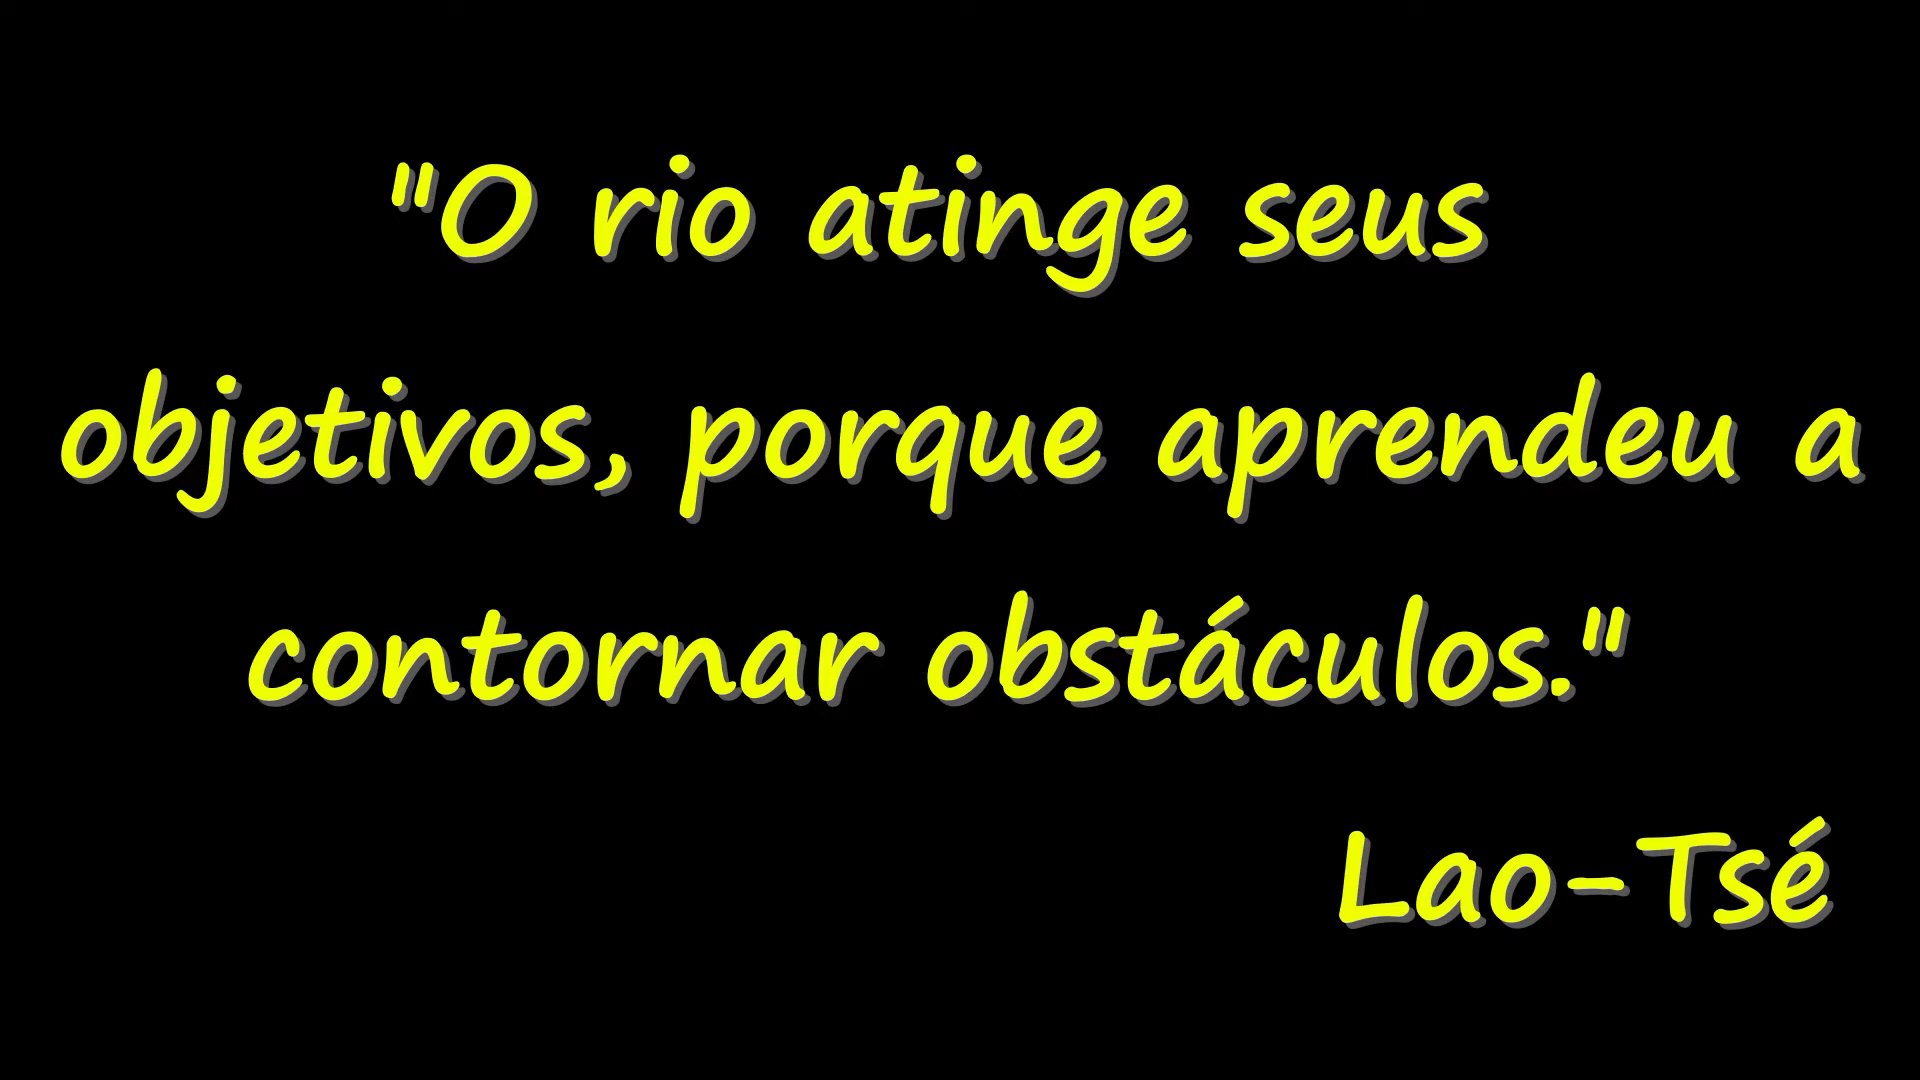 "O rio atinge seus
objetivos, porque aprendeu a
contornar obstáculos."
Lao-Tsé